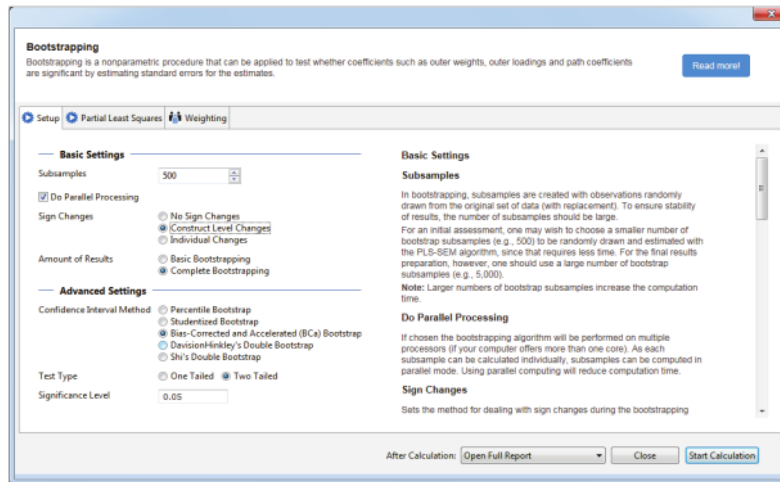 Bootstrapping
Bootstrapping is a nonparametric procedure that can be applied to test whether coefficients such as outer weights, outer loadings and path coefficients
are significant by estimating standard errors for the estimates.
Read more!
Setup
Partial Least Squares
Weighting
Basic Settings
Subsamples
500
Do Parallel Processing
Sign Changes
No Sign Changes
Construct Level Changes
Individual Changes
Amount of Results
Basic Bootstrapping
Complete Bootstrapping
Advanced Settings
Confidence Interval Method
Percentile Bootstrap
Studentized Bootstrap
Bias-Corrected and Accelerated (BCa) Bootstrap
DavisionHinkley's Double Bootstrap
Shi's Double Bootstrap
Test Type
One Tailed
Two Tailed
Significance Level
0.05
Basic Settings
Subsamples
In bootstrapping, subsamples are created with observations randomly
drawn from the original set of data (with replacement). To ensure stability
of results, the number of subsamples should be large.
For an initial assessment, one may wish to choose a smaller number of
bootstrap subsamples (e.g., 500) to be randomly drawn and estimated with
the PLS-SEM algorithm, since that requires less time. For the final results
preparation, however, one should use a large number of bootstrap
subsamples (e.g., 5,000).
Note: Larger numbers of bootstrap subsamples increase the computation
time.
Do Parallel Processing
If chosen the bootstrapping algorithm will be performed on multiple
processors (if your computer offers more than one core). As each
subsample can be calculated individually, subsamples can be computed in
parallel mode. Using parallel computing will reduce computation time.
Sign Changes
Sets the method for dealing with sign changes during the bootstrapping
After Calculation:
Open Full Report
Close
Start Calculation